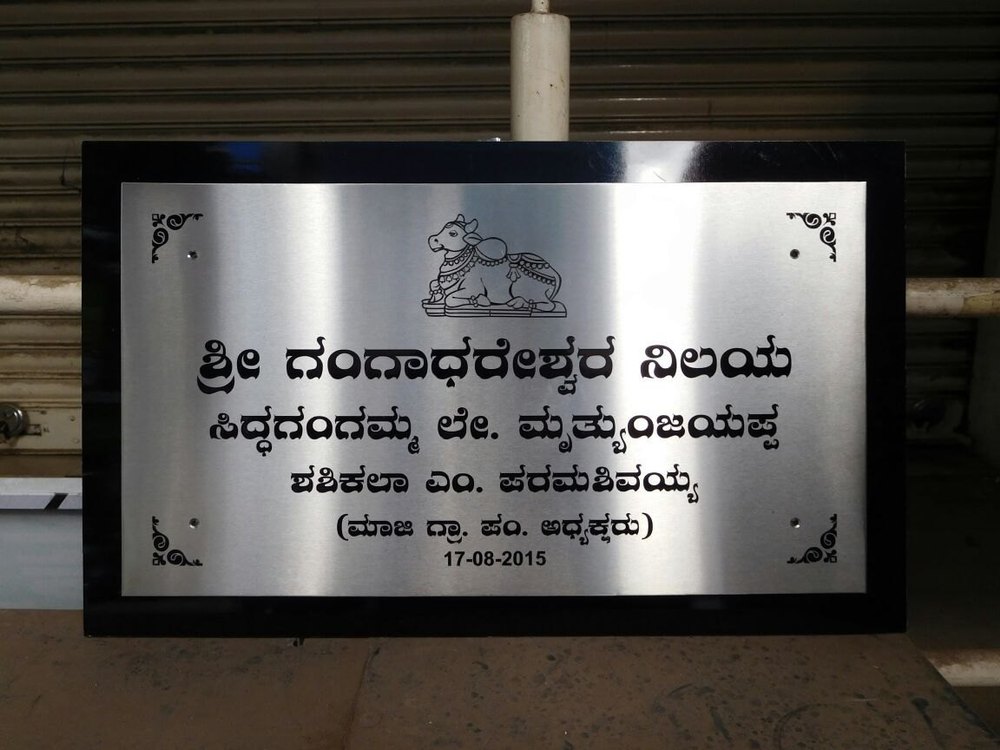 ಶ್ರೀ ಗಂಗಾಧರೇಶ್ವರ ನಿಲಯ
ಸಿದ್ಧಗಂಗಮ್ಮ ಲೇ. ಮೃತ್ಯುಂಜಯಪ್ಪ
ಶಶಿಕಲಾ ಎಂ. ಪರಮಶಿವಯ್ಯ
(ಮಾಜಿ ಗ್ರಾ. ಪಂ. ಅಧ್ಯಕ್ಷರು)
17-08-2015